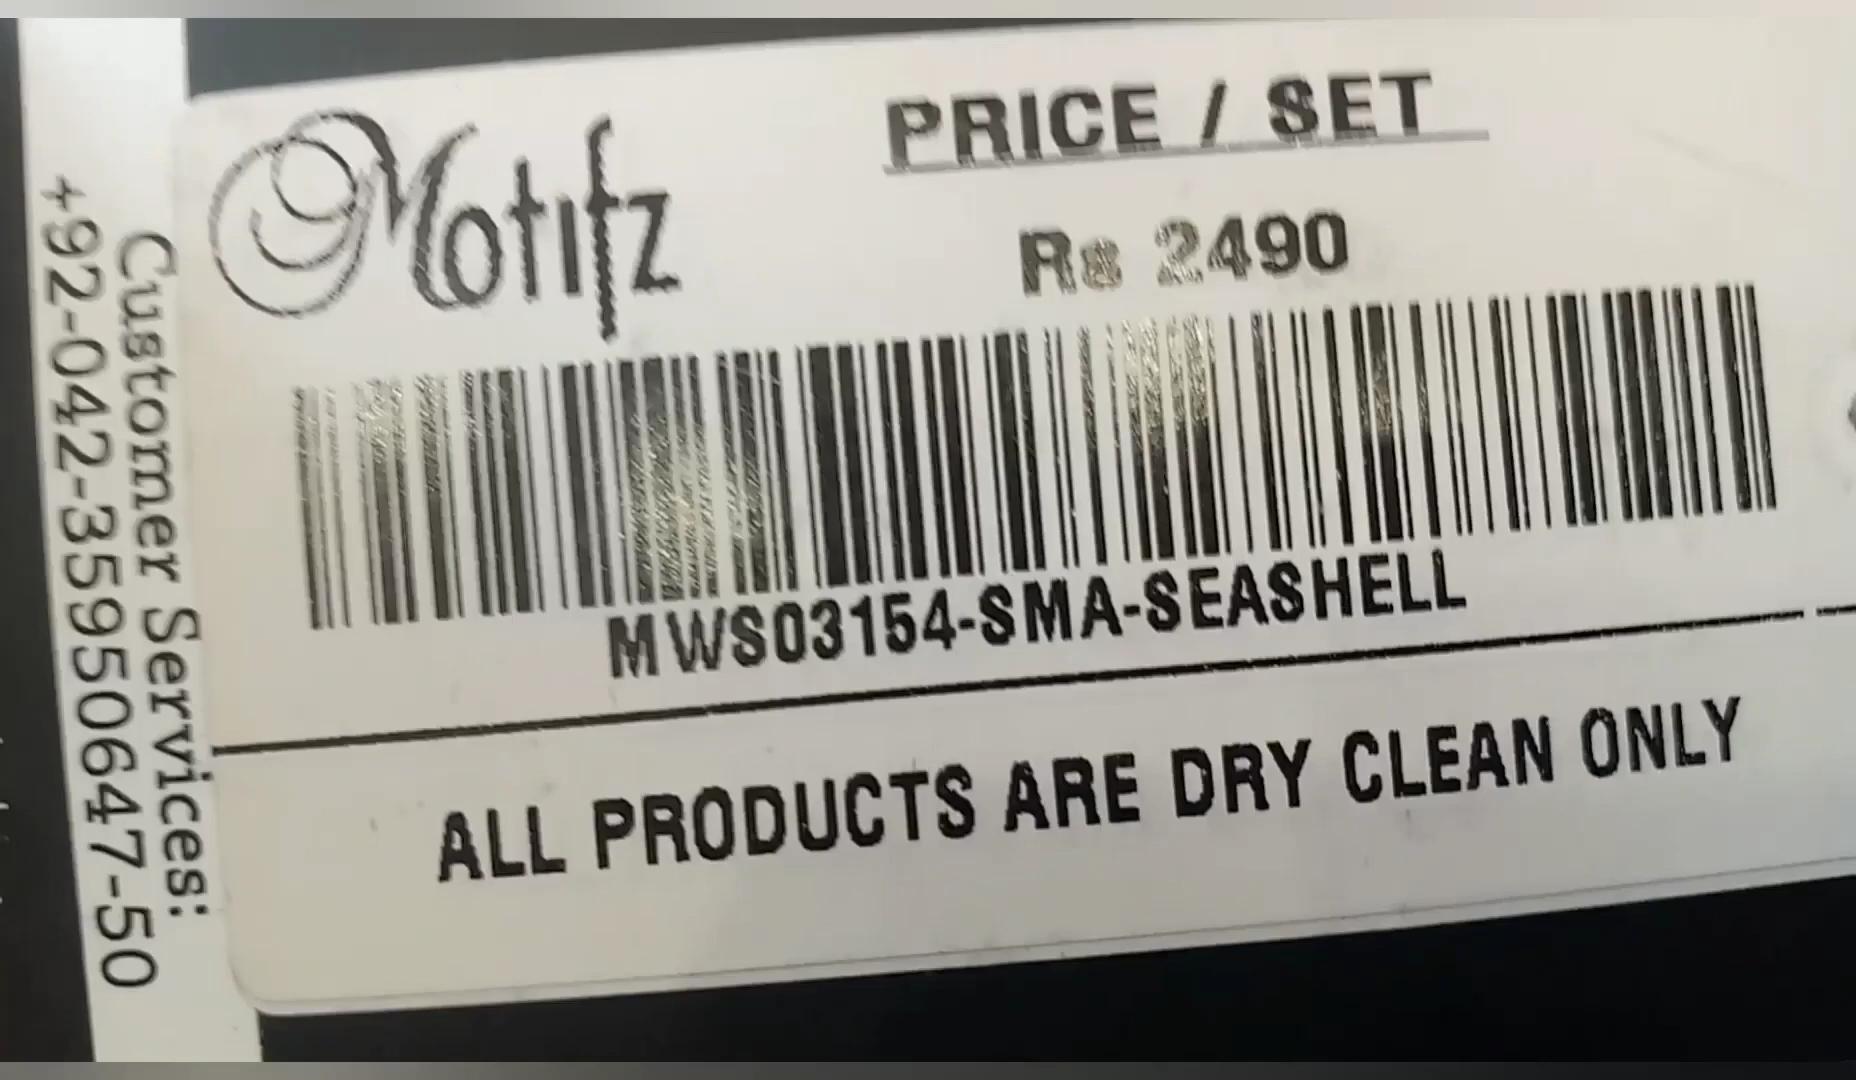 Motifz
PRICE / SET
Rs 2490
MWS03154-SMA-SEASHELL
ALL PRODUCTS ARE DRY CLEAN ONLY
Customer Services:
+92-042-35950647-50